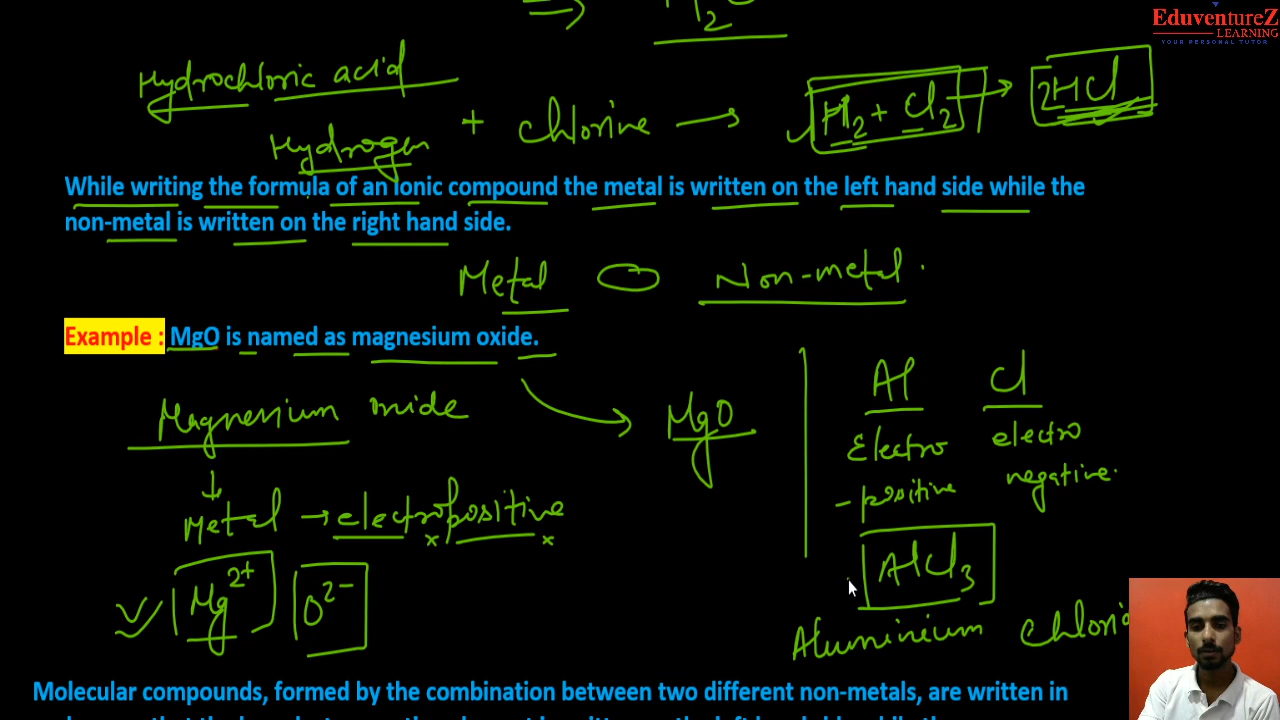 EduventureZ
LEARNING
YOUR PERSONAL TUTOR
Hydrochloric acid
Hydrogen + chlorine → H2 + Cl2 → 2HCl
While writing the formula of an ionic compound the metal is written on the left hand side while the
non-metal is written on the right hand side.
Metal Non-metal.
Example : MgO is named as magnesium oxide.
Magnesium oxide
MgO
Al Cl
Electro electro
-positive negative.
Metal → electropositive
Mg2+ O2-
AlCl3
Aluminium
Molecular compounds, formed by the combination between two different non-metals, are written in